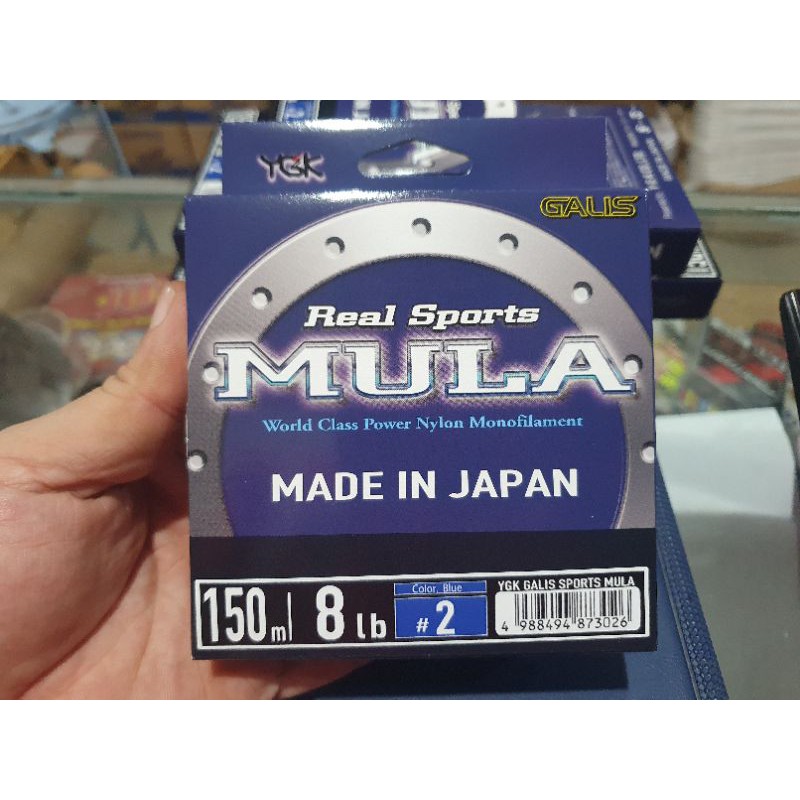 YGK
GALIS
Real Sports
MULA
World Class Power Nylon Monofilament
MADE IN JAPAN
150m 8 lb
Color, Blue
#2
YGK GALIS SPORTS MULA
4 988494 873026